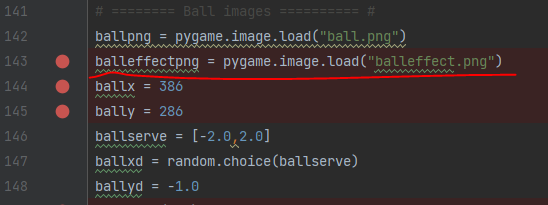 141 # ======== Ball images ========== #
142 ballpng = pygame.image.load("ball.png")
143 balleffectpng = pygame.image.load("balleffect.png")
144 ballx = 386
145 bally = 286
146 ballserve = [-2.0,2.0]
147 ballxd = random.choice(ballserve)
148 ballyd = -1.0